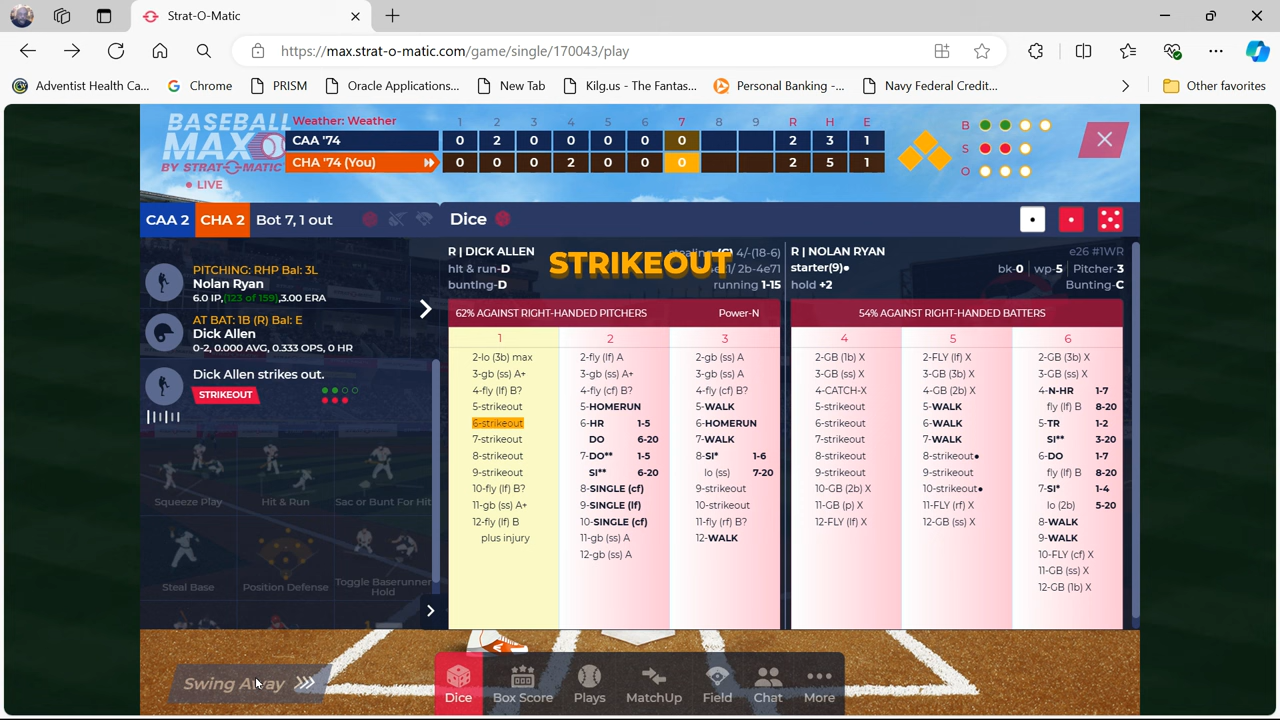 Strat-O-Matic
https://max.strat-o-matic.com/game/single/170043/play
Adventist Health Ca...
Chrome
PRISM
Oracle Applications...
New Tab
Kilg.us - The Fantas...
Personal Banking -...
Navy Federal Credit...
Other favorites
BASEBALL
MAX
BY STRAT-O-MATIC
LIVE
Weather: Weather
1 2 3 4 5 6 7 8 9 R H E
CAA '74 0 2 0 0 0 0 0 2 3 1
CHA '74 (You) 0 0 0 2 0 0 0 2 5 1
B
S
O
CAA 2 CHA 2 Bot 7, 1 out
Dice
PITCHING: RHP Bal: 3L
Nolan Ryan
6.0 IP,(123 of 159),3.00 ERA
AT BAT: 1B (R) Bal: E
Dick Allen
0-2, 0.000 AVG, 0.333 OPS, 0 HR
Dick Allen strikes out.
STRIKEOUT
Squeeze Play
Hit & Run
Sac or Bunt For Hit
Steal Base
Position Defense
Toggle Baserunner
Hold
Swing Away
STRIKEOUT
R | DICK ALLEN
4/-(18-6)
hit & run-D
2b-4e71
bunting-D
running 1-15
62% AGAINST RIGHT-HANDED PITCHERS Power-N
1
2-lo (3b) max
3-gb (ss) A+
4-fly (lf) B?
5-strikeout
6-strikeout
7-strikeout
8-strikeout
9-strikeout
10-fly (lf) B?
11-gb (ss) A+
12-fly (lf) B
plus injury
2
2-fly (lf) A
3-gb (ss) A+
4-fly (cf) B?
5-HOMERUN
6-HR 1-5
DO 6-20
7-DO** 1-5
SI** 6-20
8-SINGLE (cf)
9-SINGLE (lf)
10-SINGLE (cf)
11-gb (ss) A
12-gb (ss) A
3
2-gb (ss) A
3-gb (ss) A
4-fly (cf) B?
5-WALK
6-HOMERUN
7-WALK
8-SI* 1-6
lo (ss) 7-20
9-strikeout
10-strikeout
11-fly (rf) B?
12-WALK
R | NOLAN RYAN
e26 #1WR
starter(9)●
bk-0 wp-5 Pitcher-3
hold +2
Bunting-C
54% AGAINST RIGHT-HANDED BATTERS
4
2-GB (1b) X
3-GB (ss) X
4-CATCH-X
5-strikeout
6-strikeout
7-strikeout
8-strikeout
9-strikeout
10-GB (2b) X
11-GB (p) X
12-FLY (lf) X
5
2-FLY (lf) X
3-GB (3b) X
4-GB (2b) X
5-WALK
6-WALK
7-WALK
8-strikeout●
9-strikeout
10-strikeout●
11-FLY (rf) X
12-GB (ss) X
6
2-GB (3b) X
3-GB (ss) X
4-N-HR 1-7
fly (lf) B 8-20
5-TR 1-2
SI** 3-20
6-DO 1-7
fly (lf) B 8-20
7-SI* 1-4
lo (2b) 5-20
8-WALK
9-WALK
10-FLY (cf) X
11-GB (ss) X
12-GB (1b) X
Dice
Box Score
Plays
MatchUp
Field
Chat
More